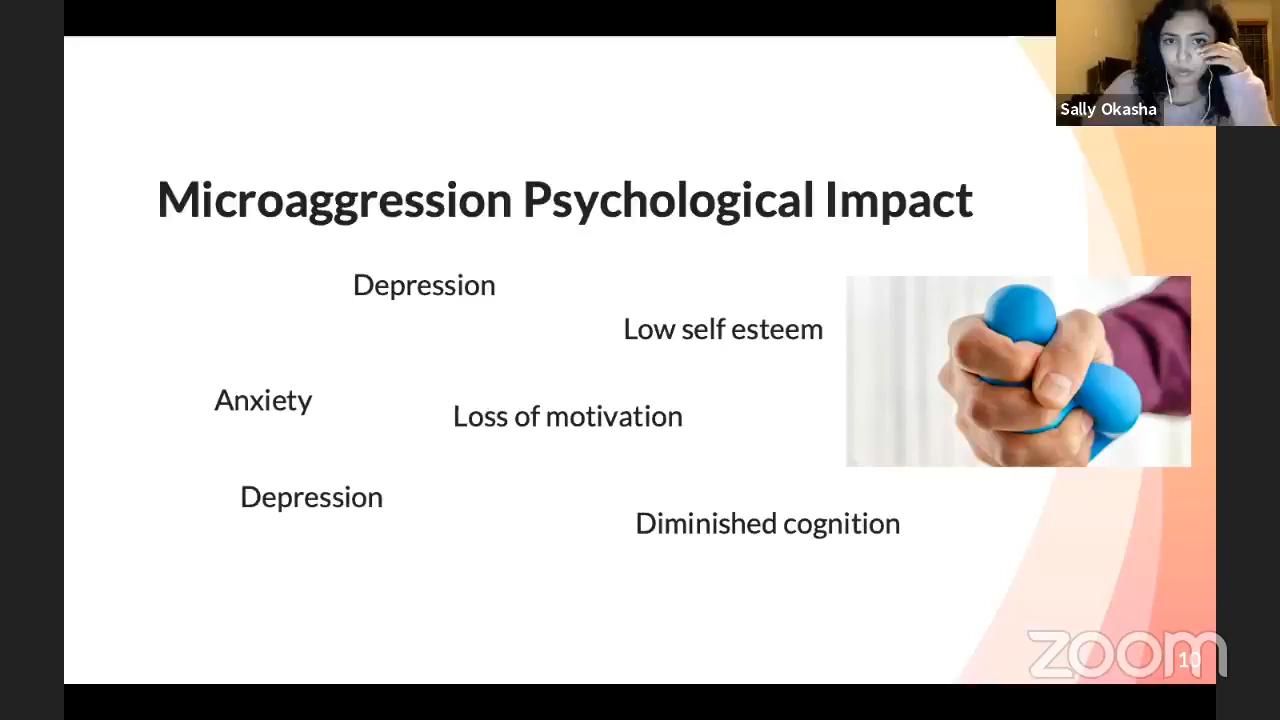 Sally Okasha
Microaggression Psychological Impact
Depression
Low self esteem
Anxiety
Loss of motivation
Depression
Diminished cognition
zoom
10